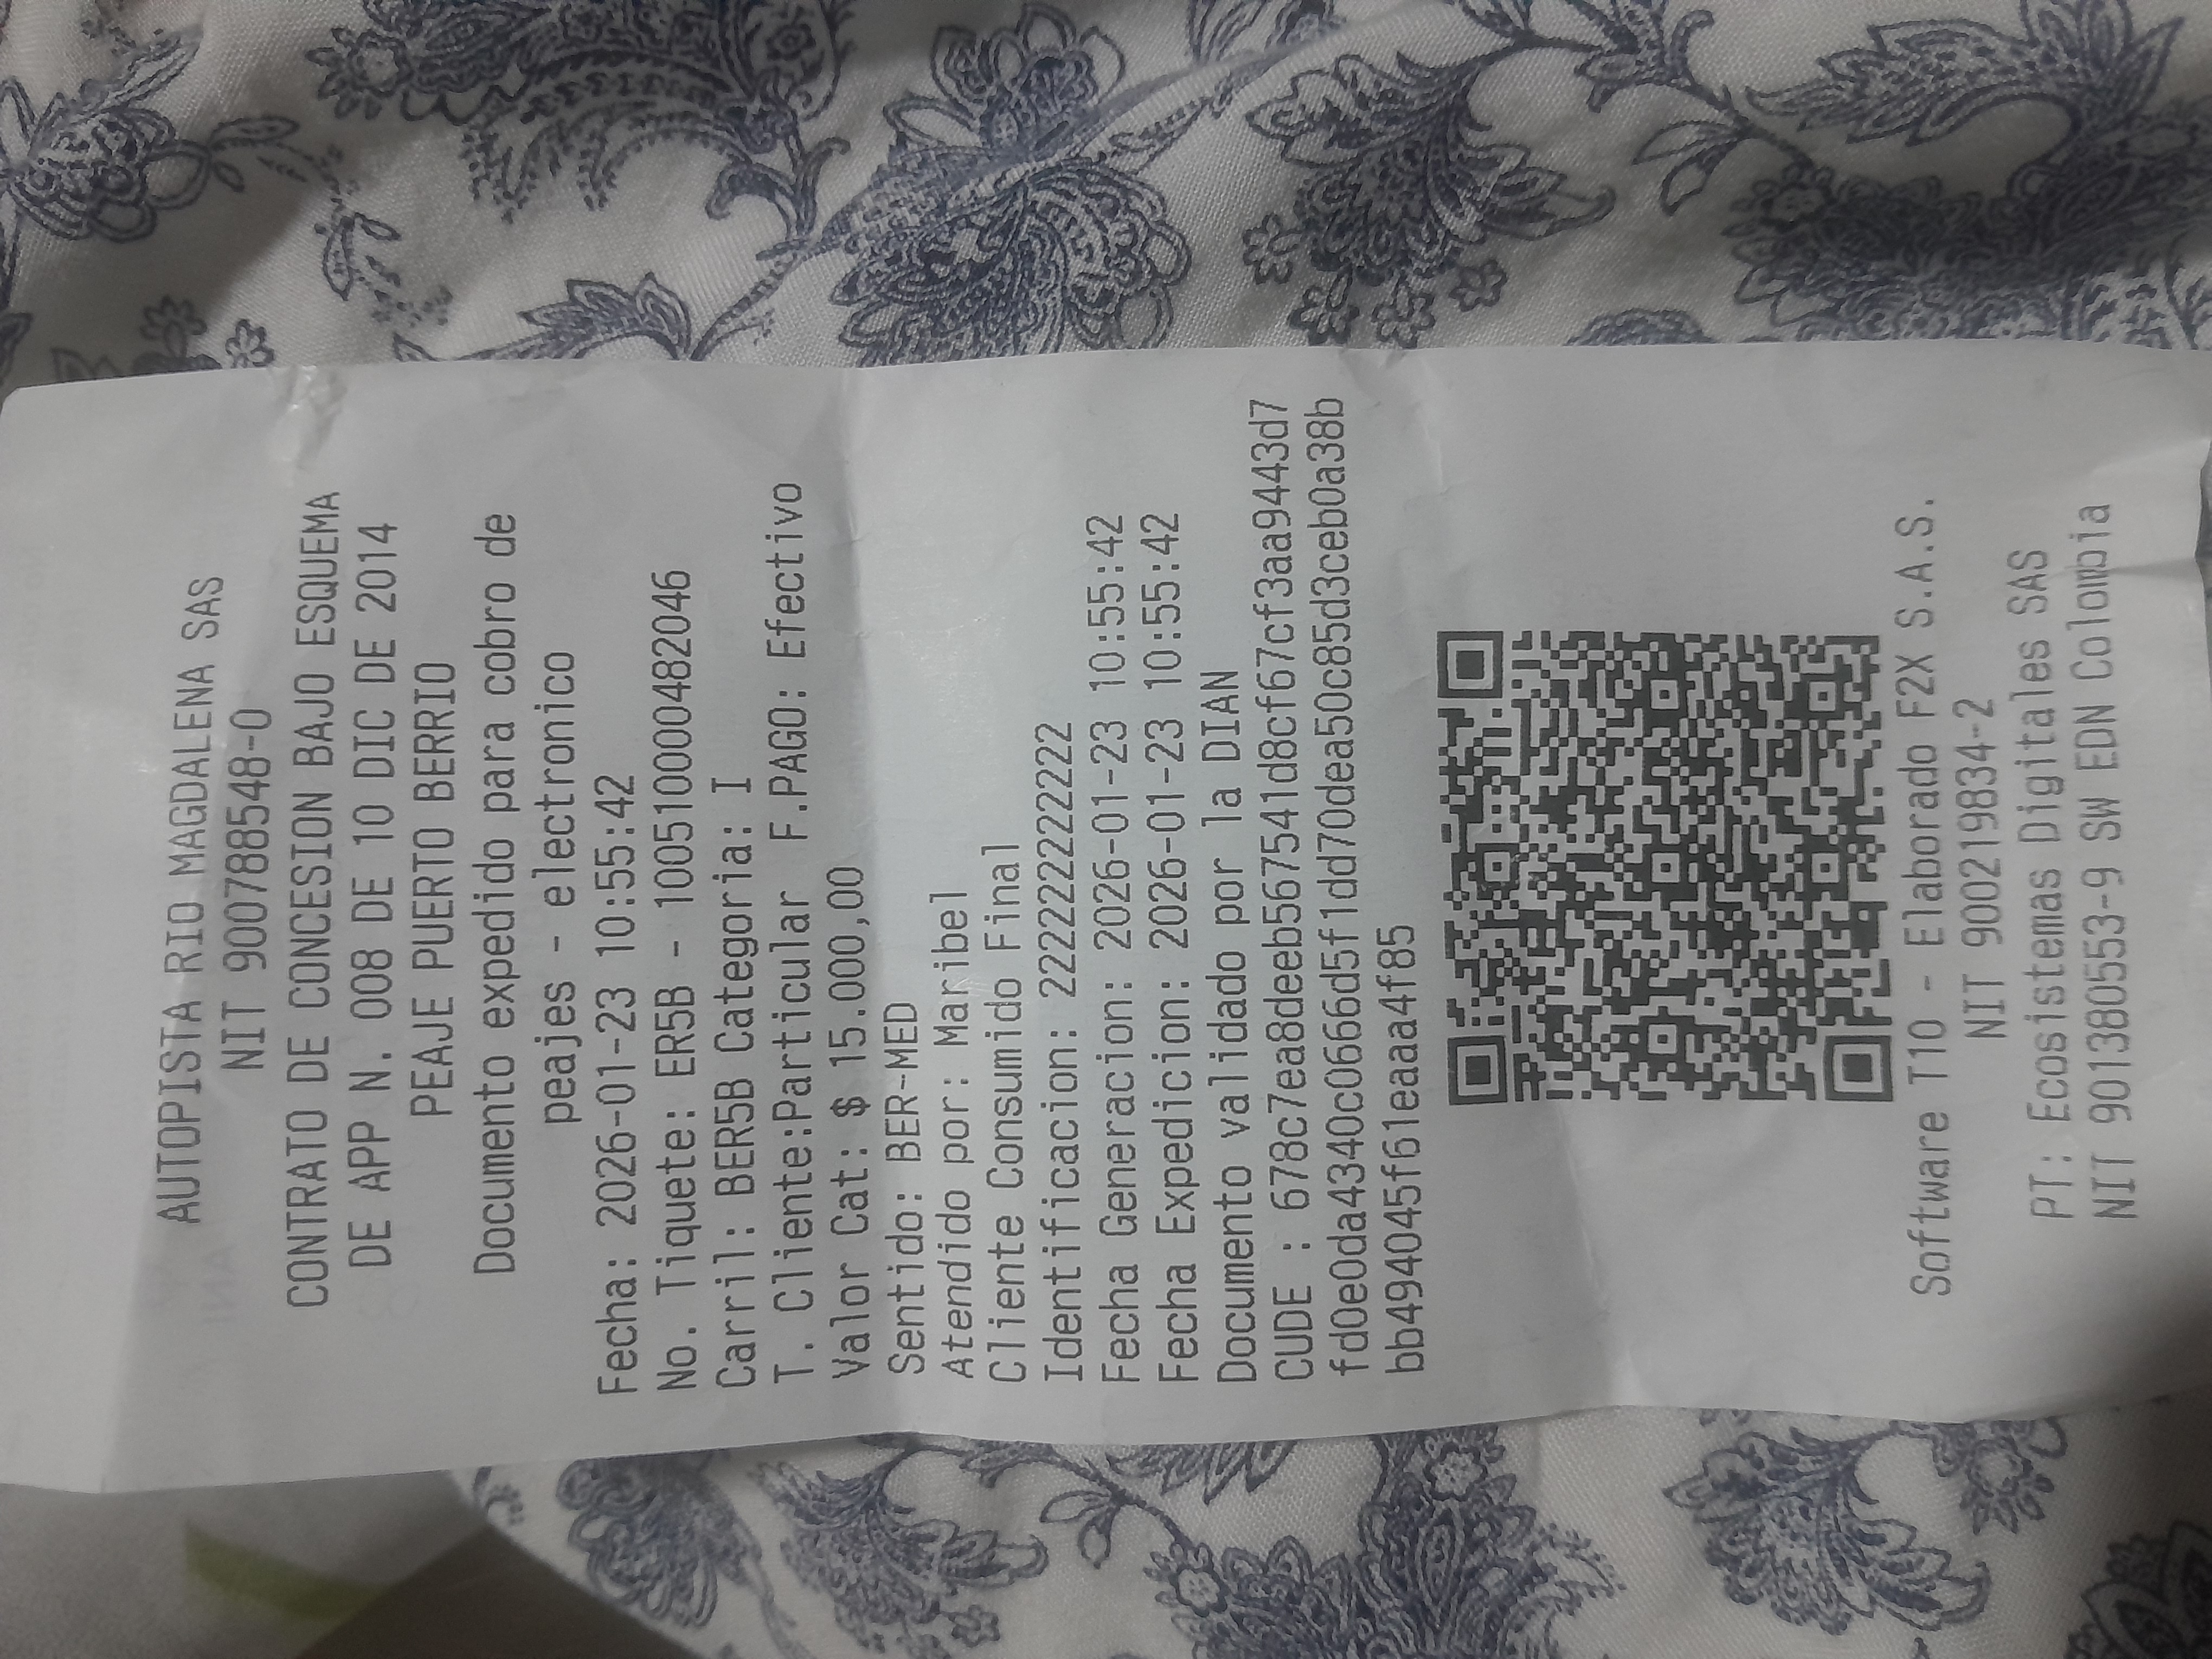 AUTOPISTA RIO MAGDALENA SAS
NIT 900788548-0
CONTRATO DE CONCESION BAJO ESQUEMA
DE APP N. 008 DE 10 DIC DE 2014
PEAJE PUERTO BERRIO
Documento expedido para cobro de
peajes - electronico
Fecha: 2026-01-23 10:55:42
No. Tiquete: ER5B - 1005100000482046
Carril: BER5B Categoria: I
T. Cliente:Particular F.PAGO: Efectivo
Valor Cat: $ 15.000,00
Sentido: BER-MED
Atendido por: Maribel
Cliente Consumido Final
Identificacion: 222222222222
Fecha Generacion: 2026-01-23 10:55:42
Fecha Expedicion: 2026-01-23 10:55:42
Documento validado por la DIAN
CUDE : 678c7ea8deeb567541d8cf67cf3aa9443d7
fd0e0da4340c0666d5f1dd70dea50c85d3ceb0a38b
bb494045f61eaaa4f85
Software T10 - Elaborado F2X S.A.S.
NIT 900219834-2
PT: Ecosistemas Digitales SAS
NIT 901380553-9 SW EDN Colombia